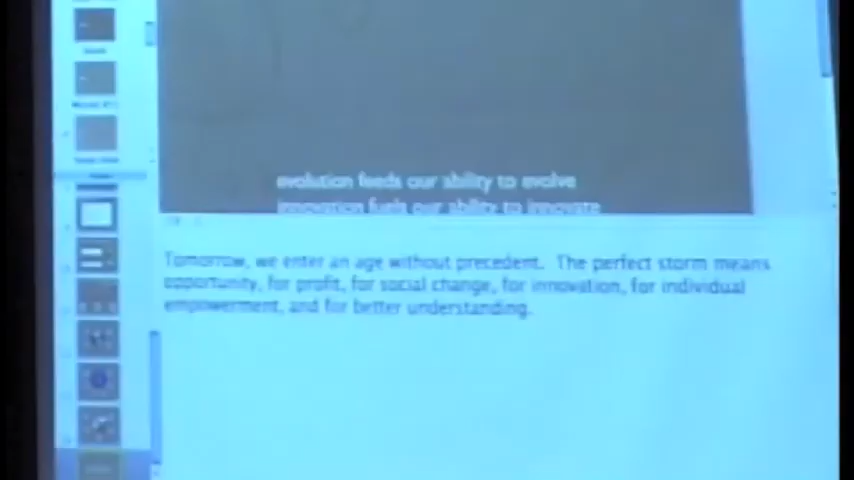 evolution feeds our ability to evolve
innovation fuels our ability to innovate
Tomorrow, we enter an age without precedent. The perfect storm means
opportunity, for profit, for social change, for innovation, for individual
empowerment, and for better understanding.